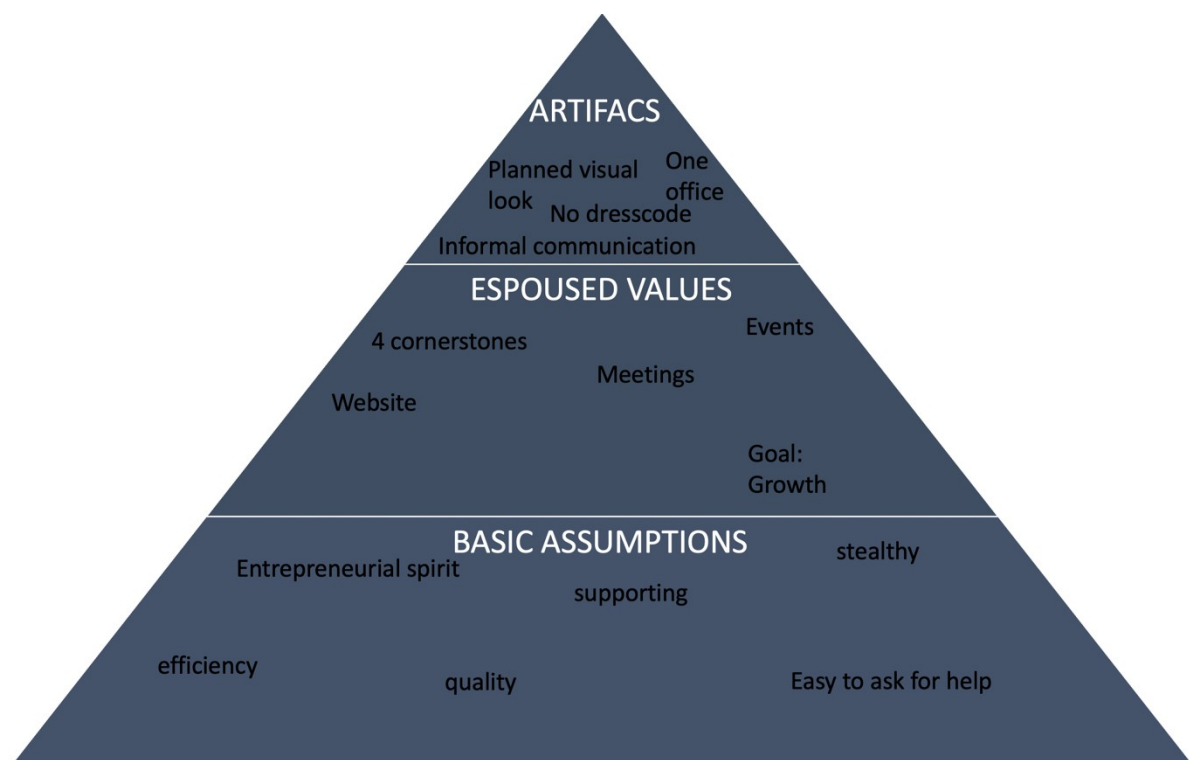 ARTIFACS
Planned visual
look
One
office
No dresscode
Informal communication
ESPOUSED VALUES
Events
4 cornerstones
Meetings
Website
Goal:
Growth
BASIC ASSUMPTIONS
stealthy
Entrepreneurial spirit
supporting
efficiency
quality
Easy to ask for help